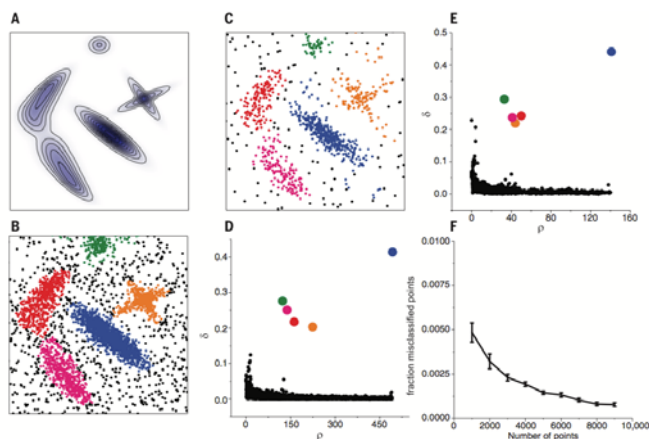 A
B
C
D
0.4
0.3
0.2
0.1
0.0
δ
0
150
300
450
ρ
E
0.5
0.4
0.3
0.2
0.1
0.0
δ
0
40
80
120
160
ρ
F
0.0100
0.0075
0.0050
0.0025
0.0000
fraction misclassified points
0
2000
4000
6000
8000
10,000
Number of points